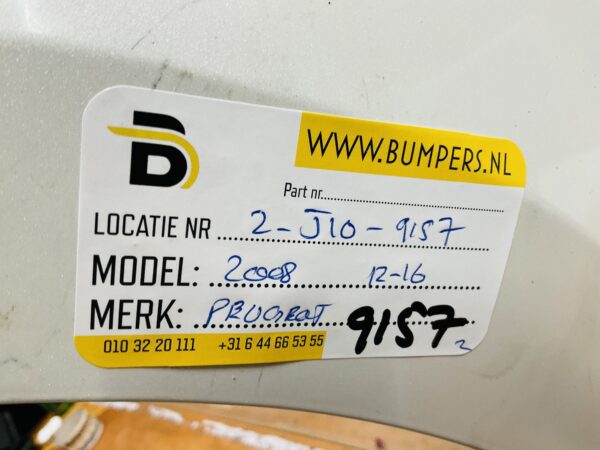 B
WWW.BUMPERS.NL
Part nr.
LOCATIE NR 2-J10-9157
MODEL: 2008 12-16
MERK: PEUGEOT 9157 2
010 32 20 111 +31 6 44 66 53 55